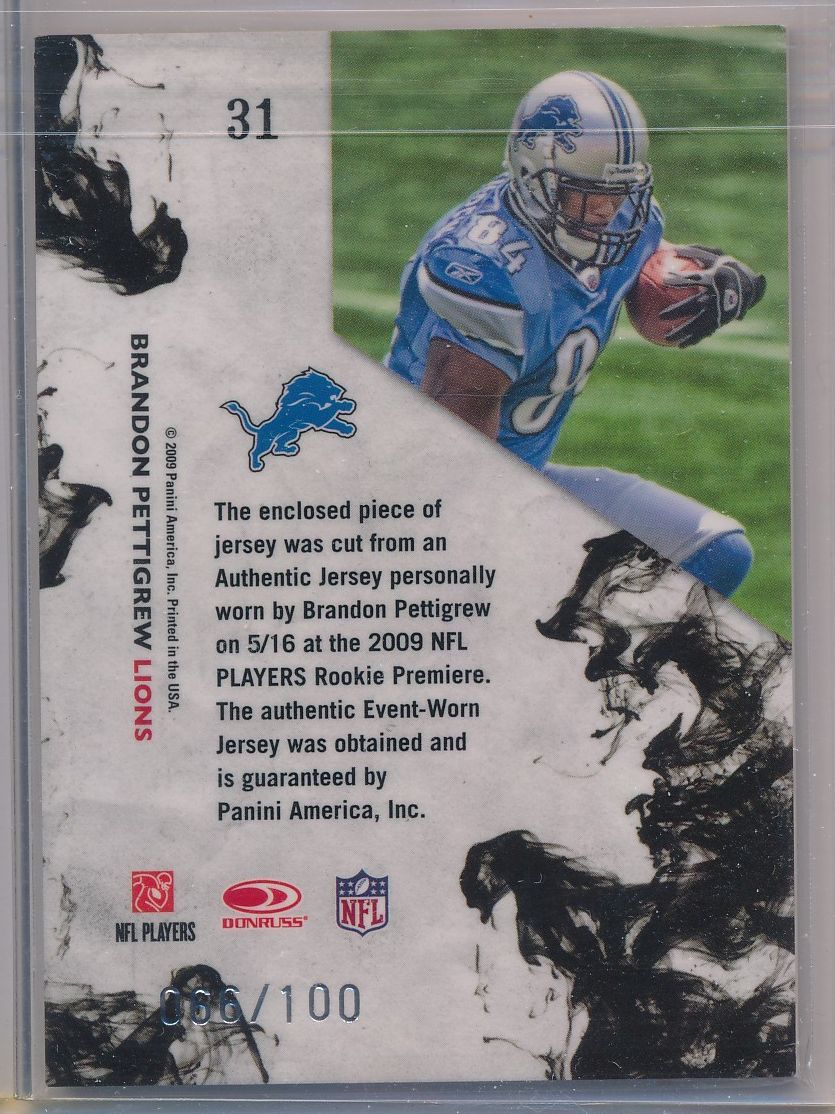 31
84
8
BRANDON PETTIGREW LIONS
© 2009 Panini America, Inc. Printed in the USA.
The enclosed piece of
jersey was cut from an
Authentic Jersey personally
worn by Brandon Pettigrew
on 5/16 at the 2009 NFL
PLAYERS Rookie Premiere.
The authentic Event-Worn
Jersey was obtained and
is guaranteed by
Panini America, Inc.
NFL PLAYERS
DONRUSS
NFL
066/100